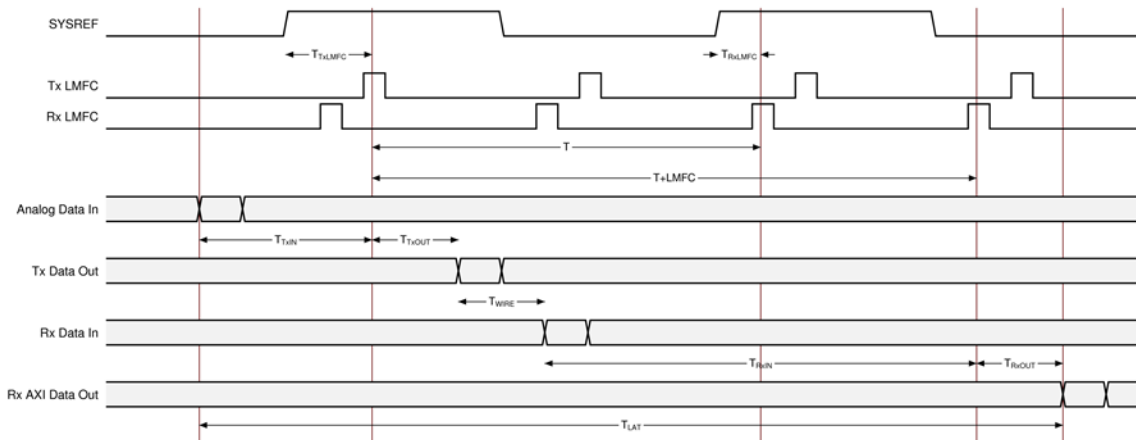 SYSREF
TTxLMFC
TRxLMFC
Tx LMFC
Rx LMFC
T
T+LMFC
Analog Data In
TTxIN
TTxOUT
Tx Data Out
TWIRE
Rx Data In
TRxIN
TRxOUT
Rx AXI Data Out
TLAT